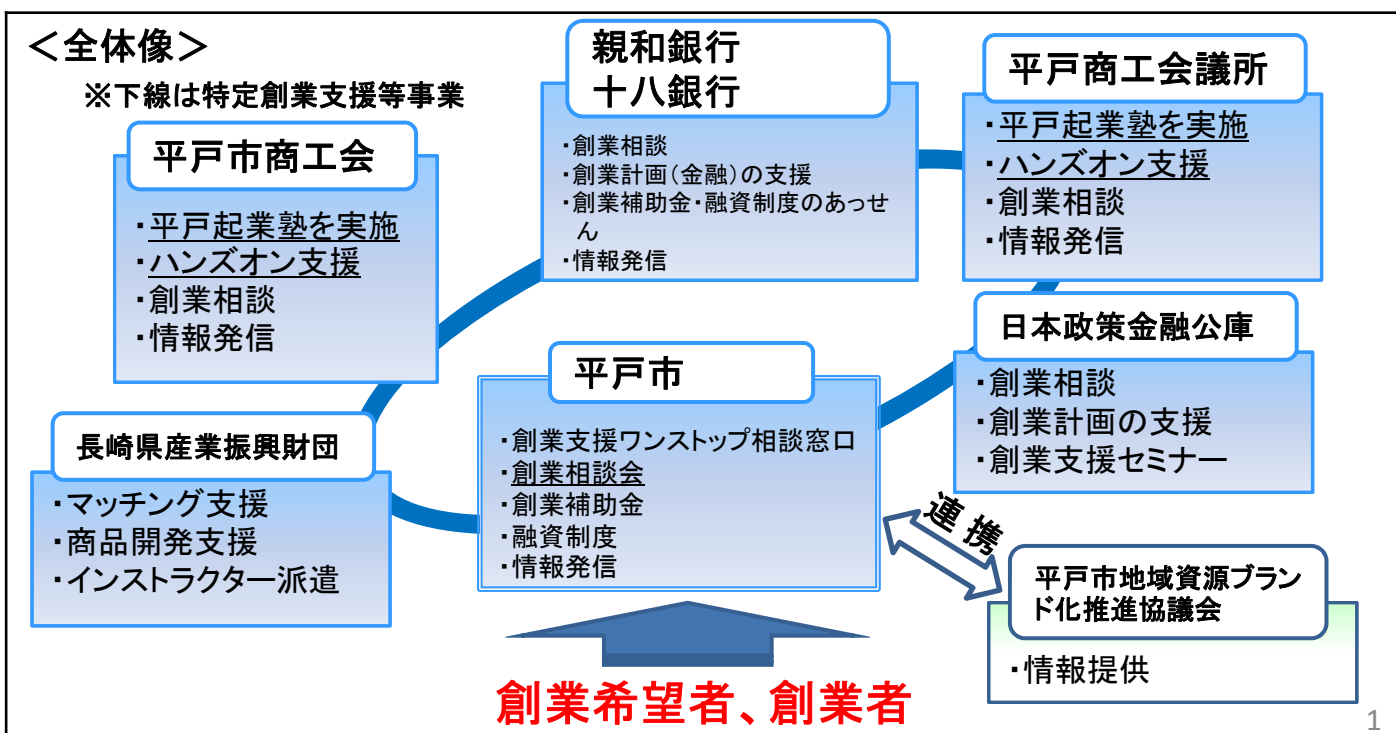 ＜全体像＞
※下線は特定創業支援等事業
平戸市商工会
・平戸起業塾を実施
・ハンズオン支援
・創業相談
・情報発信
親和銀行
十八銀行
・創業相談
・創業計画（金融）の支援
・創業補助金・融資制度のあっせ
ん
・情報発信
平戸商工会議所
・平戸起業塾を実施
・ハンズオン支援
・創業相談
・情報発信
長崎県産業振興財団
・マッチング支援
・商品開発支援
・インストラクター派遣
平戸市
・創業支援ワンストップ相談窓口
・創業相談会
・創業補助金
・融資制度
・情報発信
日本政策金融公庫
・創業相談
・創業計画の支援
・創業支援セミナー
連携
平戸市地域資源ブラン
ド化推進協議会
・情報提供
創業希望者、創業者
1